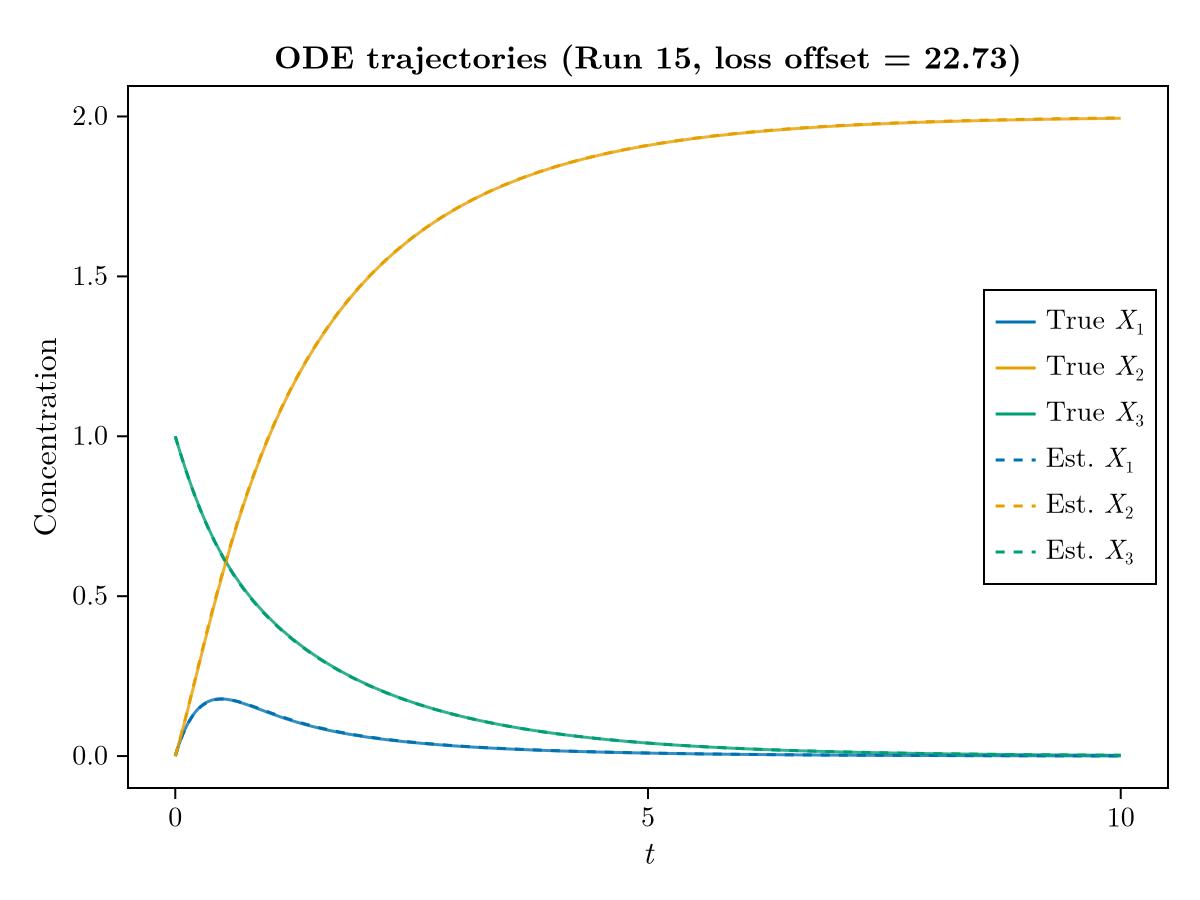 ODE trajectories (Run 15, loss offset = 22.73)
2.0
1.5
1.0
0.5
0.0
Concentration
True X₁
True X₂
True X₃
Est. X₁
Est. X₂
Est. X₃
0 5 10
t